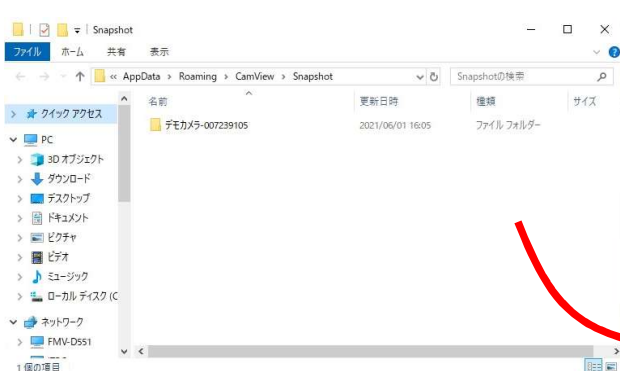 Snapshot
ファイル ホーム 共有 表示
« AppData > Roaming > CamView > Snapshot
Snapshotの検索
名前 更新日時 種類 サイズ
デモカメラ-007239105 2021/06/01 16:05 ファイル フォルダー
クイック アクセス
PC
3D オブジェクト
ダウンロード
デスクトップ
ドキュメント
ピクチャ
ビデオ
ミュージック
ローカル ディスク (C
ネットワーク
FMV-D551
1 個の項目